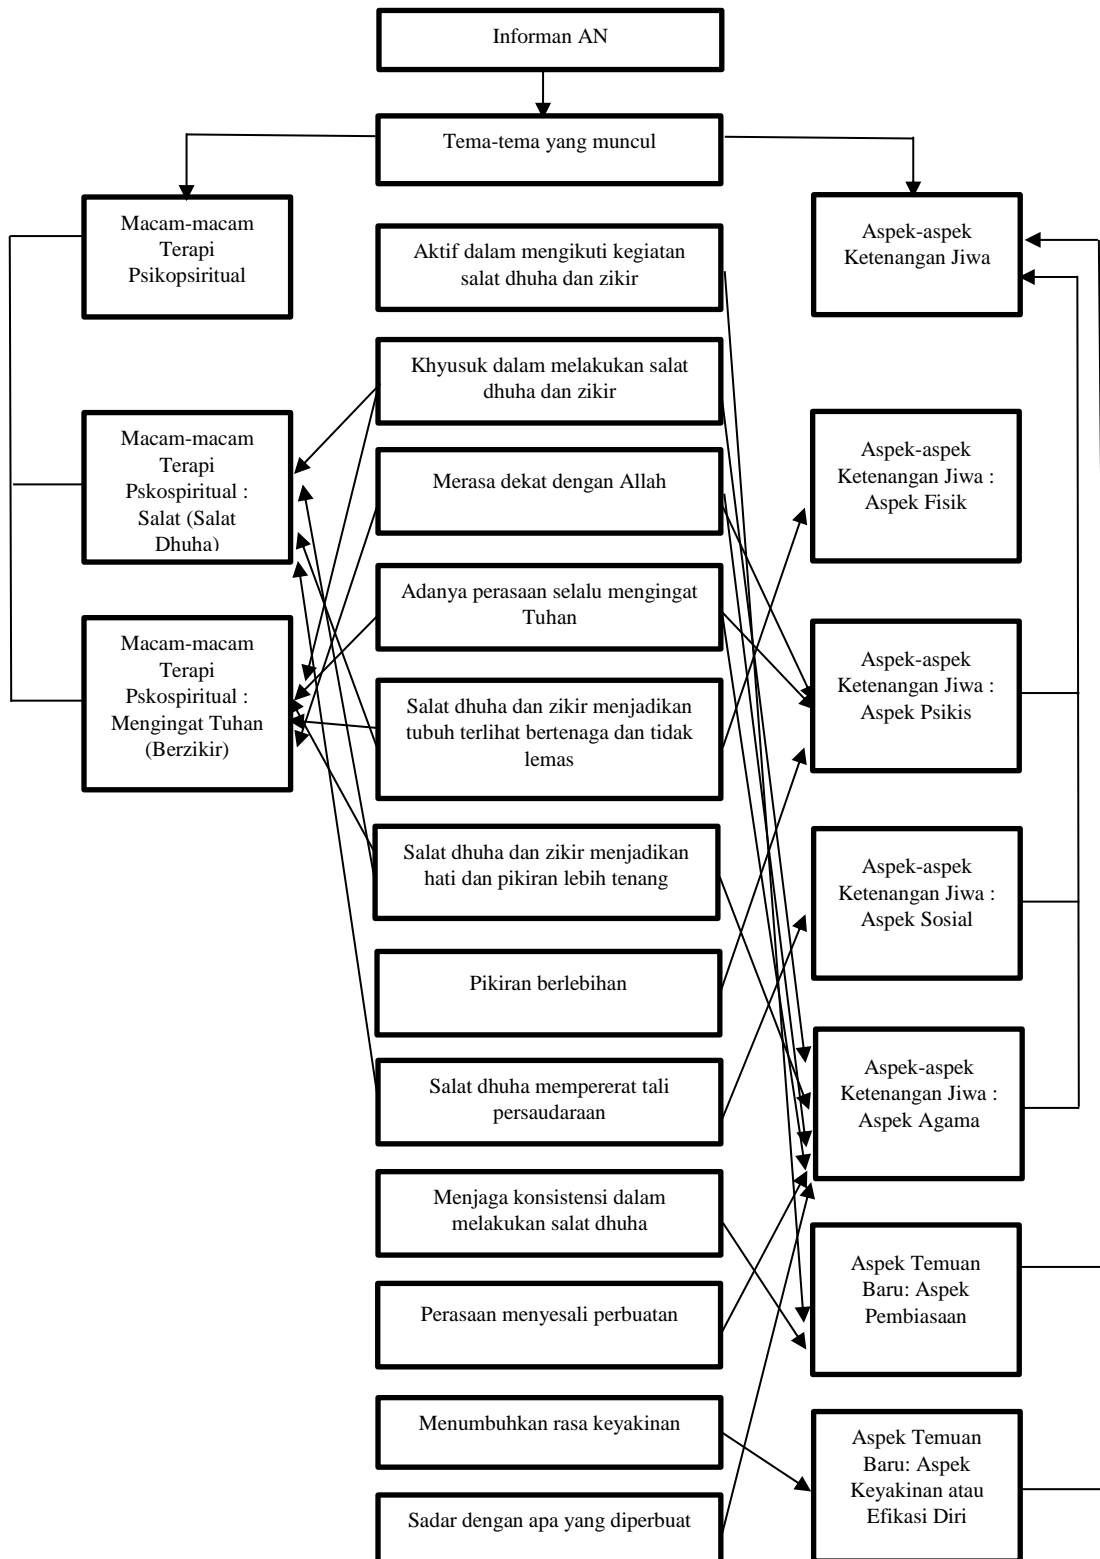 Informan AN
Tema-tema yang muncul
Macam-macam
Terapi
Psikopsiritual
Macam-macam
Terapi
Pskospiritual :
Salat (Salat
Dhuha)
Macam-macam
Terapi
Pskospiritual :
Mengingat Tuhan
(Berzikir)
Aktif dalam mengikuti kegiatan
salat dhuha dan zikir
Khyusuk dalam melakukan salat
dhuha dan zikir
Merasa dekat dengan Allah
Adanya perasaan selalu mengingat
Tuhan
Salat dhuha dan zikir menjadikan
tubuh terlihat bertenaga dan tidak
lemas
Salat dhuha dan zikir menjadikan
hati dan pikiran lebih tenang
Pikiran berlebihan
Salat dhuha mempererat tali
persaudaraan
Menjaga konsistensi dalam
melakukan salat dhuha
Perasaan menyesali perbuatan
Menumbuhkan rasa keyakinan
Sadar dengan apa yang diperbuat
Aspek-aspek
Ketenangan Jiwa
Aspek-aspek
Ketenangan Jiwa :
Aspek Fisik
Aspek-aspek
Ketenangan Jiwa :
Aspek Psikis
Aspek-aspek
Ketenangan Jiwa :
Aspek Sosial
Aspek-aspek
Ketenangan Jiwa :
Aspek Agama
Aspek Temuan
Baru: Aspek
Pembiasaan
Aspek Temuan
Baru: Aspek
Keyakinan atau
Efikasi Diri